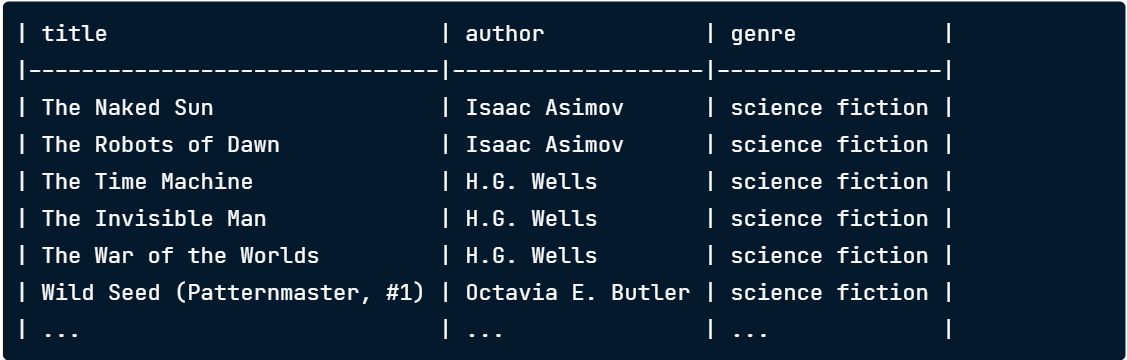 | title                         | author            | genre           |
|-------------------------------|-------------------|-----------------|
| The Naked Sun                 | Isaac Asimov      | science fiction |
| The Robots of Dawn            | Isaac Asimov      | science fiction |
| The Time Machine              | H.G. Wells        | science fiction |
| The Invisible Man             | H.G. Wells        | science fiction |
| The War of the Worlds         | H.G. Wells        | science fiction |
| Wild Seed (Patternmaster, #1) | Octavia E. Butler | science fiction |
| ...                           | ...               | ...             |